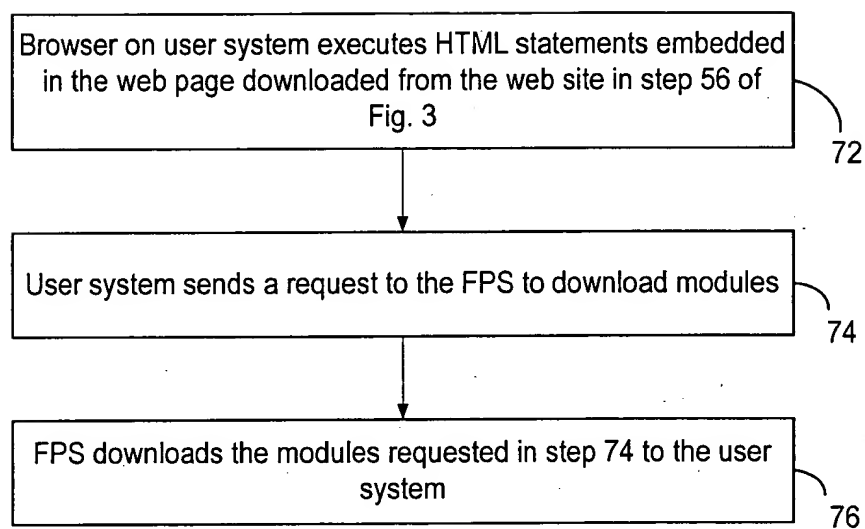 Browser on user system executes HTML statements embedded
in the web page downloaded from the web site in step 56 of
Fig. 3
72
User system sends a request to the FPS to download modules
74
FPS downloads the modules requested in step 74 to the user
system
76